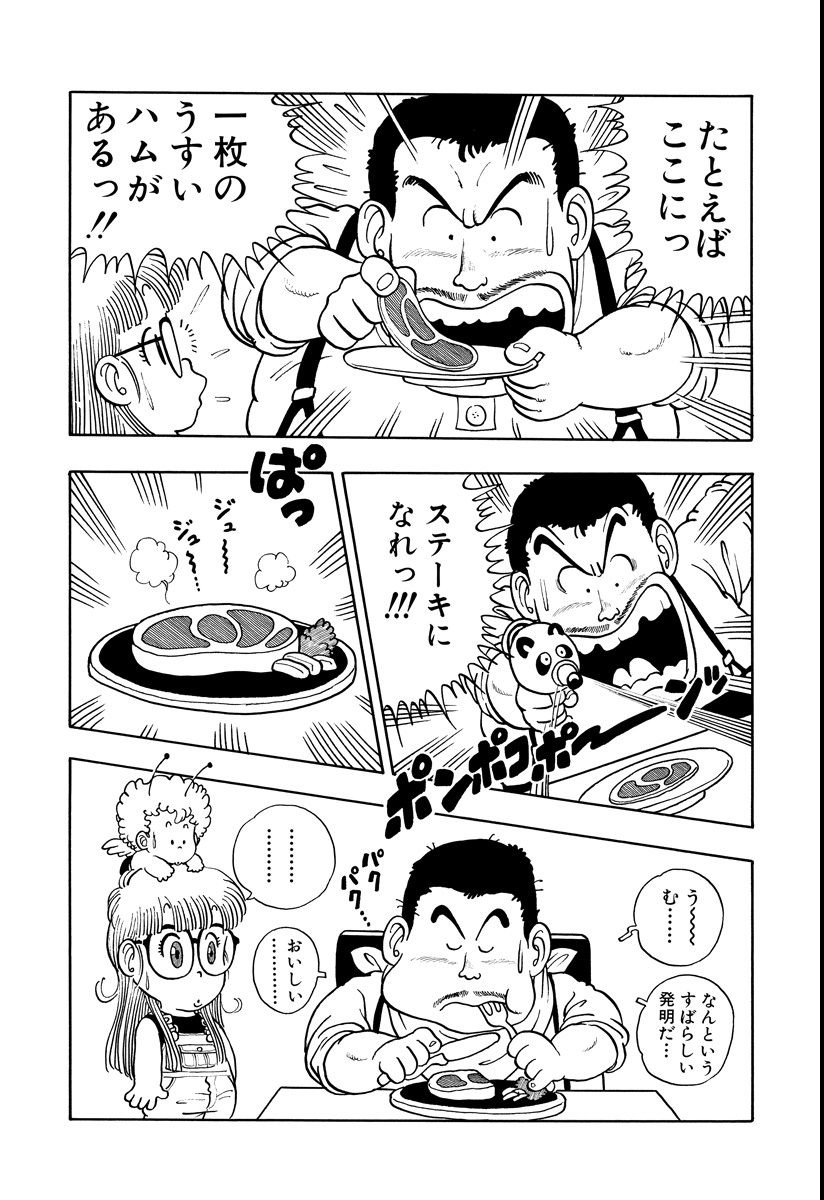 たとえば
ここにっ
一枚の
うすい
ハムが
あるっ!!
ステーキに
なれっ!!!
ポンポコポ〜ンッ
ぱっ
ジュ〜……
ジュ〜……
う〜〜
む……
なんという
すばらしい
発明だ…
パク
パク…
………
………
おいしい
…………